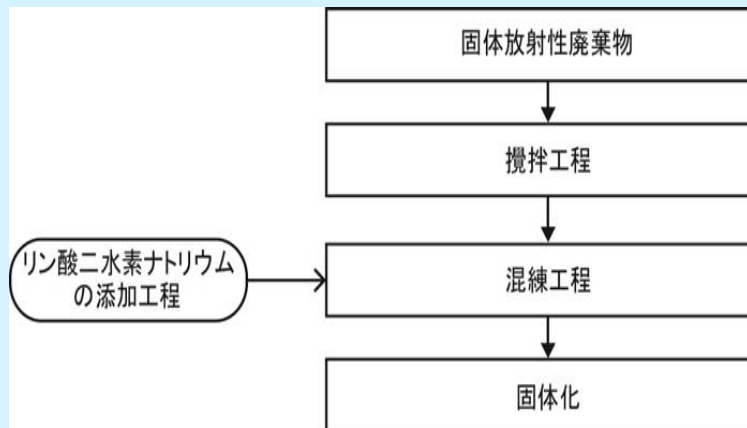 固体放射性廃棄物
攪拌工程
リン酸二水素ナトリウム
の添加工程
混練工程
固体化